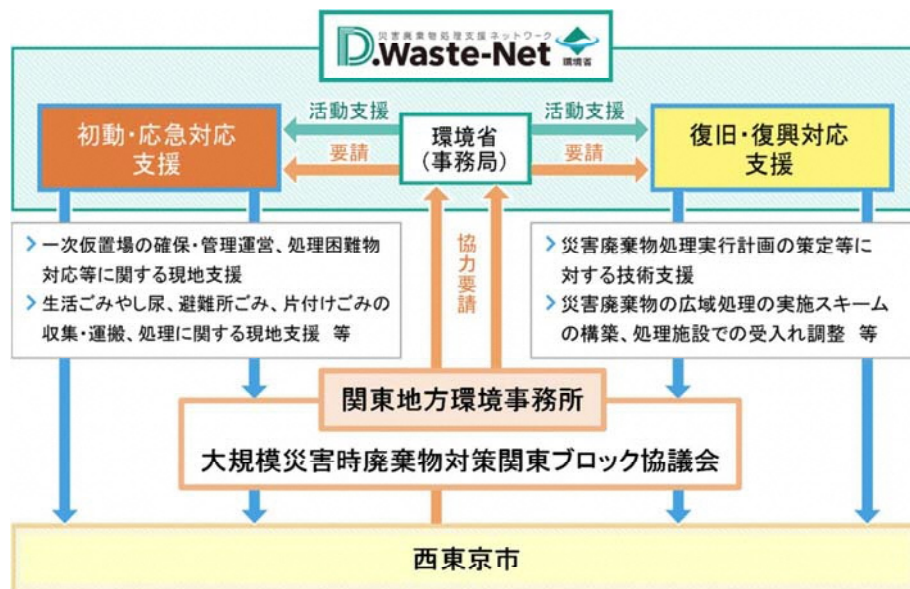 災害廃棄物処理支援ネットワーク
D.Waste-Net
環境省
初動・応急対応
支援
活動支援
要請
環境省
(事務局)
活動支援
要請
復旧・復興対応
支援
一次仮置場の確保・管理運営、処理困難物
対応等に関する現地支援
生活ごみやし尿、避難所ごみ、片付けごみの
収集・運搬、処理に関する現地支援 等
協力要請
災害廃棄物処理実行計画の策定等に
対する技術支援
災害廃棄物の広域処理の実施スキーム
の構築、処理施設での受入れ調整 等
関東地方環境事務所
大規模災害時廃棄物対策関東ブロック協議会
西東京市